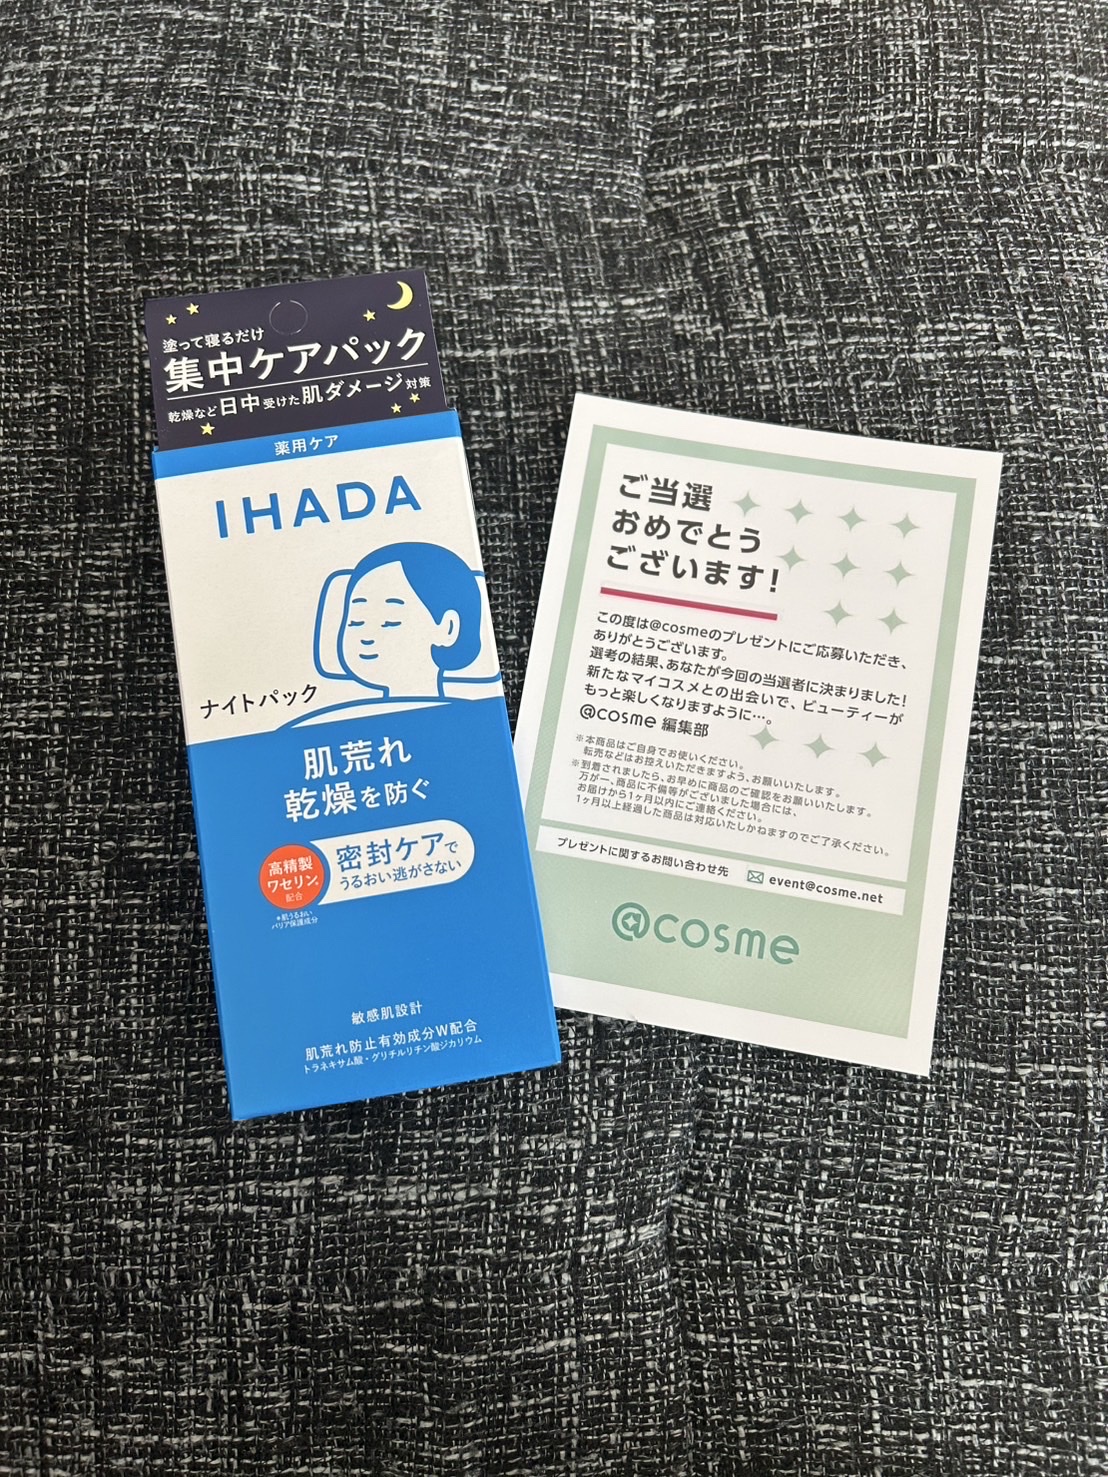 塗って寝るだけ
集中ケアパック
乾燥など日中受けた肌ダメージ対策
薬用ケア
IHADA
ナイトパック
肌荒れ
乾燥を防ぐ
高精製
ワセリン*
配合
密封ケアで
うるおい逃がさない
*肌うるおい
バリア保護成分
敏感肌設計
肌荒れ防止有効成分W配合
トラネキサム酸・グリチルリチン酸ジカリウム
ご当選
おめでとう
ございます!
この度は@cosmeのプレゼントにご応募いただき、
ありがとうございます。
選考の結果、あなたが今回の当選者に決まりました!
新たなマイコスメとの出会いで、ビューティーが
もっと楽しくなりますように…。
@cosme 編集部
※本商品はご自身でお使いください。
転売などはお控えいただきますよう、お願いいたします。
※到着されましたら、お早めに商品のご確認をお願いいたします。
万が一、商品に不備等がございました場合には、
お届けから1ヶ月以内にご連絡ください。
1ヶ月以上経過した商品は対応いたしかねますのでご了承ください。
プレゼントに関するお問い合わせ先
event@cosme.net
@cosme